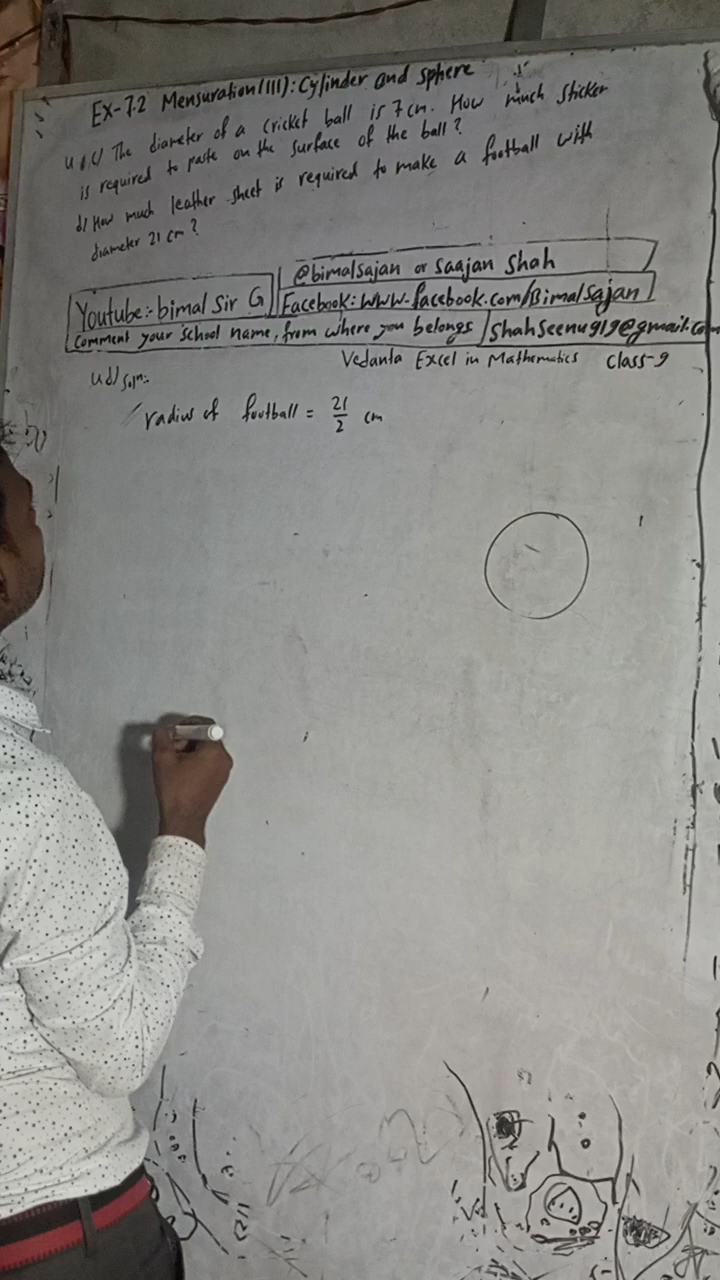 Ex-7.2 Mensuration(III): Cylinder and sphere
4. c) The diameter of a cricket ball is 7 cm. How much sticker
is required to paste on the surface of the ball?
d) How much leather sheet is required to make a football with
diameter 21 cm?
@bimalsajan or Saajan Shah
Youtube:- bimal Sir G
Facebook: www.facebook.com/Bimalsajan
Comment your school name, from where you belongs
Shahseenu919@gmail.com
Vedanta Excel in Mathematics Class-9
4 d) Soln:-
radius of football = 21/2 cm